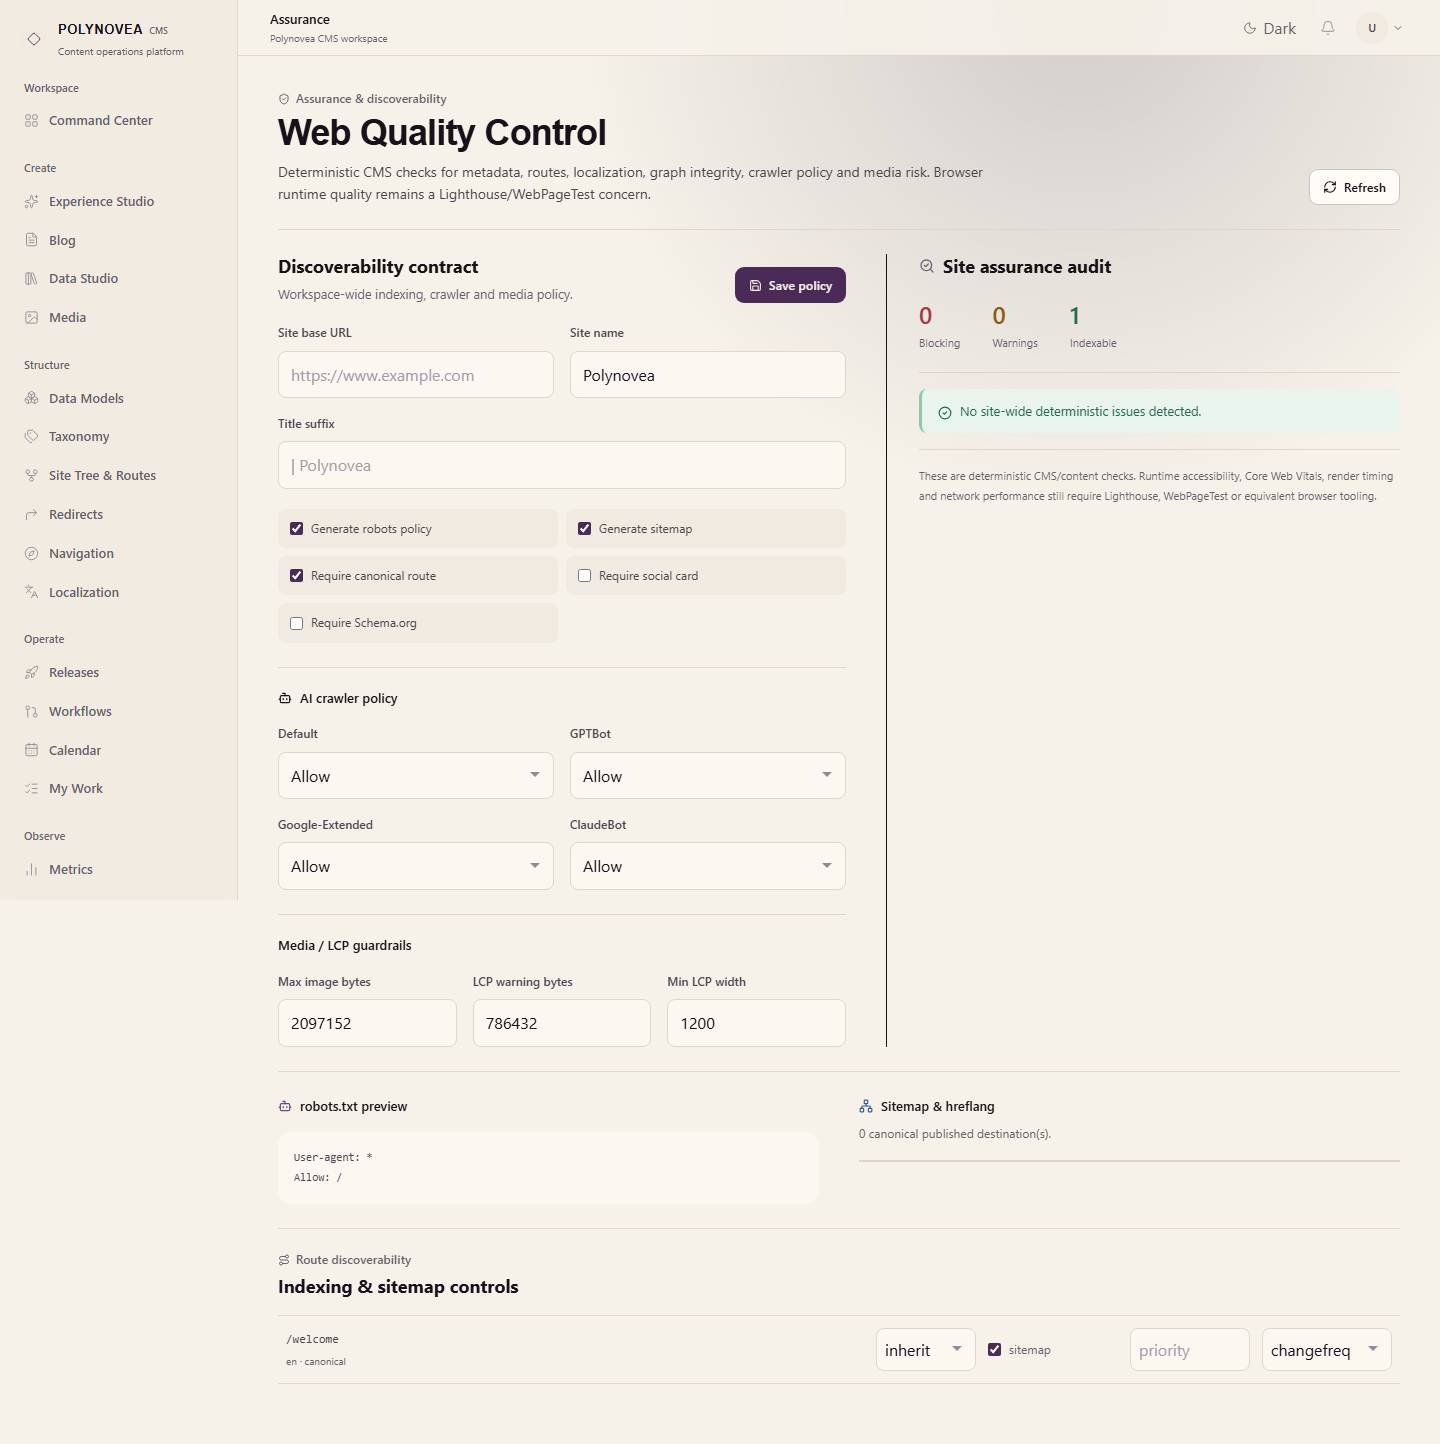 POLYNOVEA CMS
Content operations platform
Workspace
Command Center
Create
Experience Studio
Blog
Data Studio
Media
Structure
Data Models
Taxonomy
Site Tree & Routes
Redirects
Navigation
Localization
Operate
Releases
Workflows
Calendar
My Work
Observe
Metrics
Assurance
Polynovea CMS workspace
Dark
U
Assurance & discoverability
Web Quality Control
Deterministic CMS checks for metadata, routes, localization, graph integrity, crawler policy and media risk. Browser
runtime quality remains a Lighthouse/WebPageTest concern.
Refresh
Discoverability contract
Workspace-wide indexing, crawler and media policy.
Save policy
Site base URL
Site name
https://www.example.com
Polynovea
Title suffix
| Polynovea
Generate robots policy
Generate sitemap
Require canonical route
Require social card
Require Schema.org
AI crawler policy
Default
GPTBot
Allow
Allow
Google-Extended
ClaudeBot
Allow
Allow
Media / LCP guardrails
Max image bytes
LCP warning bytes
Min LCP width
2097152
786432
1200
Site assurance audit
0
0
1
Blocking
Warnings
Indexable
No site-wide deterministic issues detected.
These are deterministic CMS/content checks. Runtime accessibility, Core Web Vitals, render timing
and network performance still require Lighthouse, WebPageTest or equivalent browser tooling.
robots.txt preview
User-agent: *
Allow: /
Sitemap & hreflang
0 canonical published destination(s).
Route discoverability
Indexing & sitemap controls
/welcome
en · canonical
inherit
sitemap
priority
changefreq